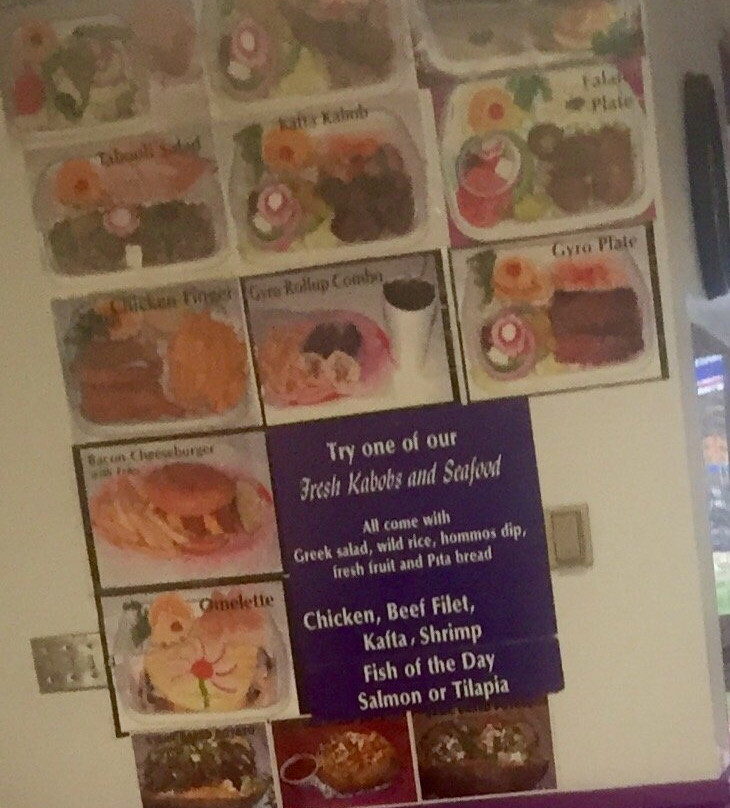 Falafel
Plate
Kafta Kabob
Tabouli Salad
Gyro Plate
Chicken Finger
Gyro Rollup Combo
Bacon Cheeseburger
with Fries
Try one of our
Fresh Kabobs and Seafood
All come with
Greek salad, wild rice, hommos dip,
fresh fruit and Pita bread
Omelette
Chicken, Beef Filet,
Kafta, Shrimp
Fish of the Day
Salmon or Tilapia